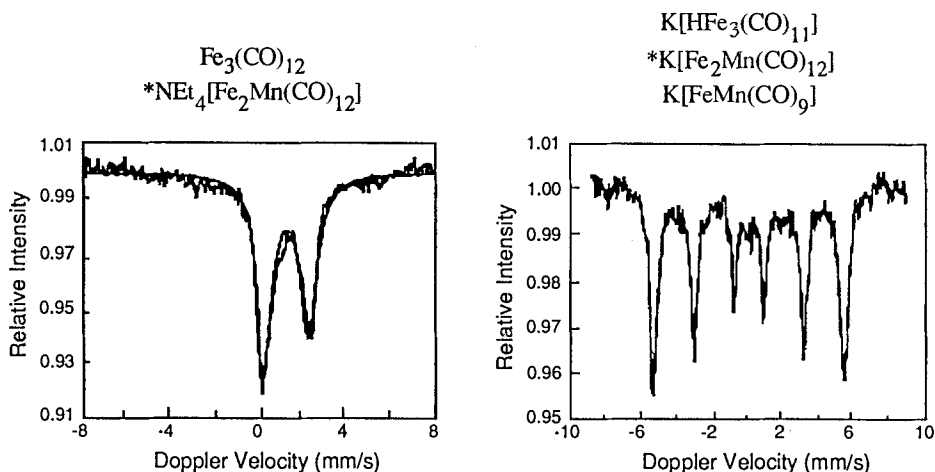 Fe3(CO)12
*NEt4[Fe2Mn(CO)12]
1.01
0.99
0.97
0.95
0.93
0.91
Relative Intensity
-8 -4 0 4 8
Doppler Velocity (mm/s)
K[HFe3(CO)11]
*K[Fe2Mn(CO)12]
K[FeMn(CO)9]
1.01
1.00
0.99
0.98
0.97
0.96
0.95
Relative Intensity
-10 -6 -2 2 6 10
Doppler Velocity (mm/s)